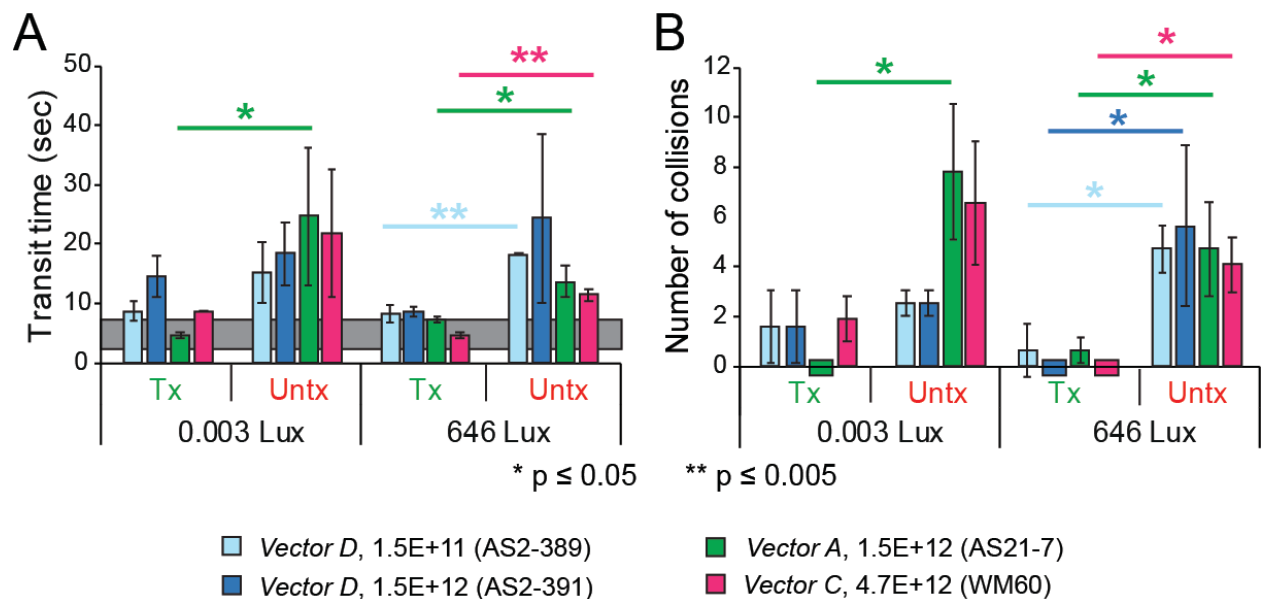 A
B
Transit time (sec)
50
40
30
20
10
0
*
**
*
**
Tx
Untx
Tx
Untx
0.003 Lux
646 Lux
Number of collisions
12
10
8
6
4
2
0
*
*
*
*
*
Tx
Untx
Tx
Untx
0.003 Lux
646 Lux
* p ≤ 0.05
** p ≤ 0.005
Vector D, 1.5E+11 (AS2-389)
Vector D, 1.5E+12 (AS2-391)
Vector A, 1.5E+12 (AS21-7)
Vector C, 4.7E+12 (WM60)